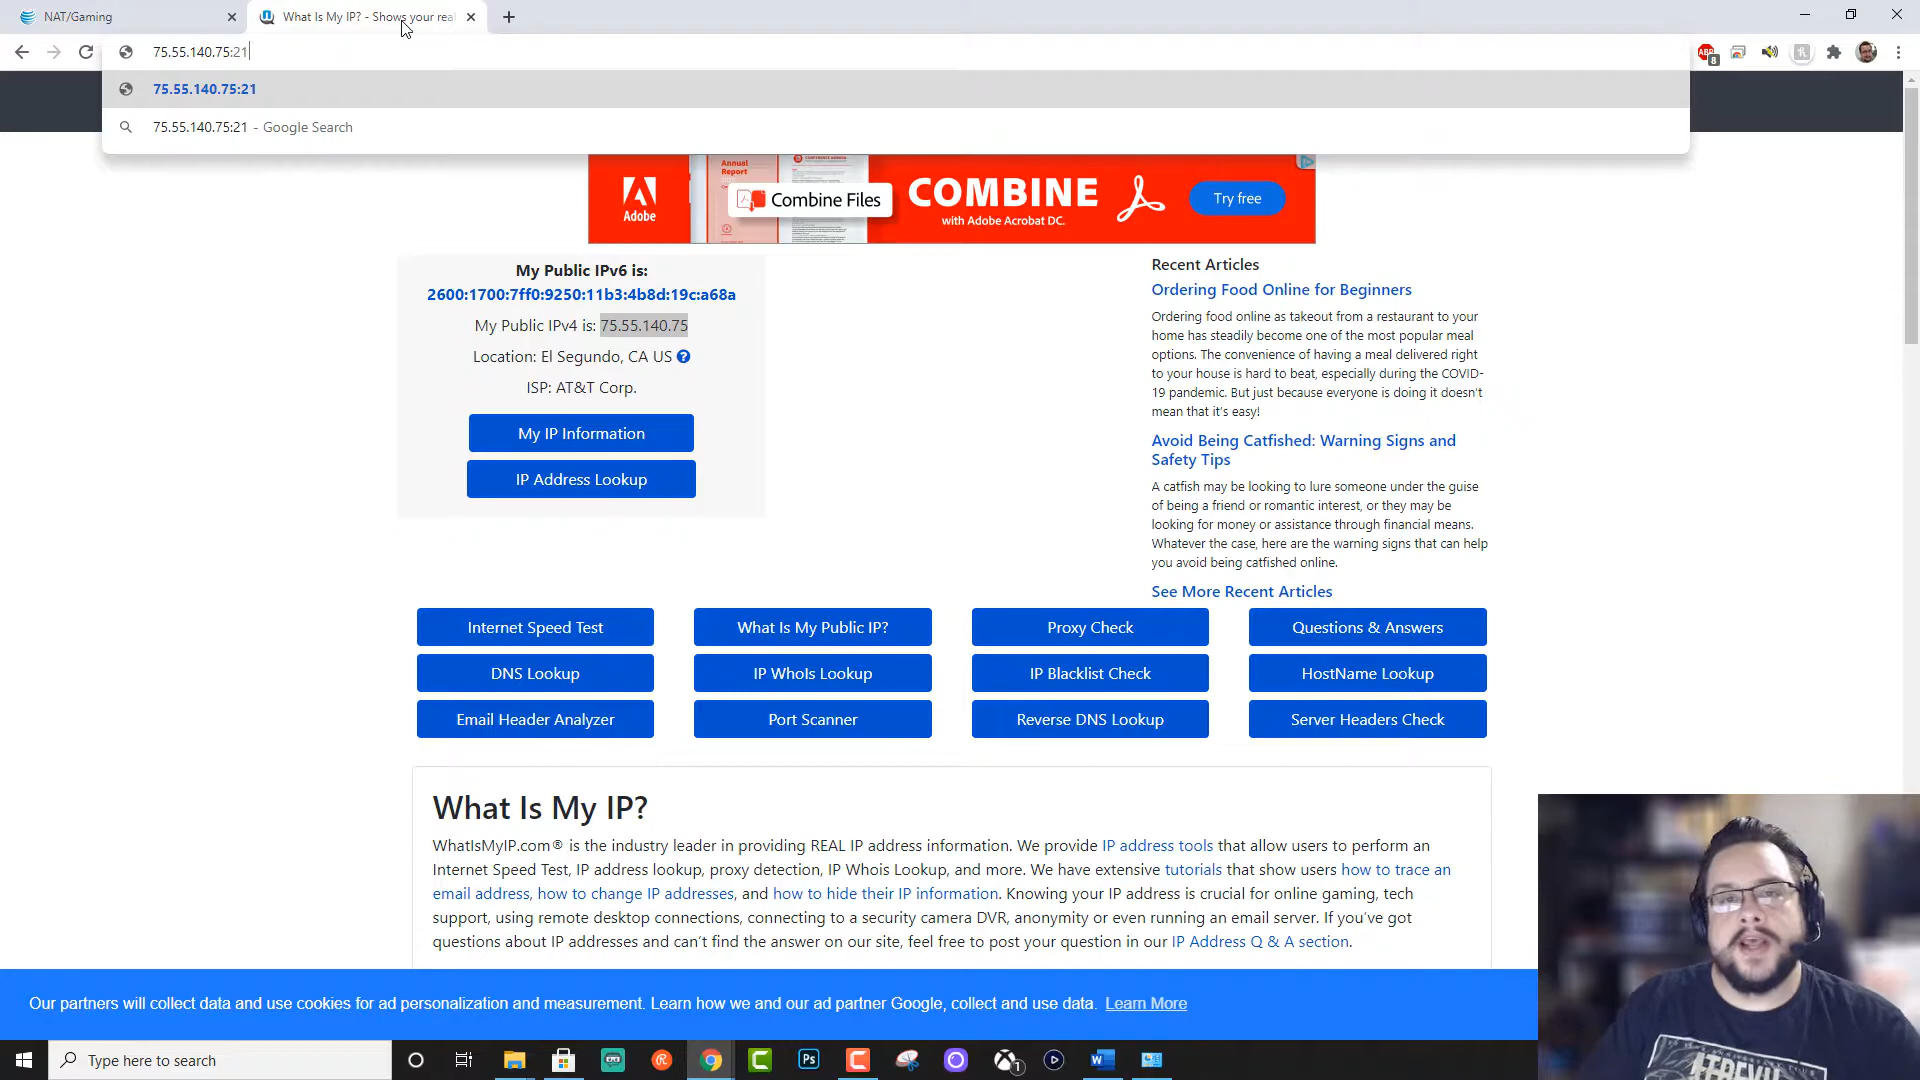 NAT/Gaming
What Is My IP? - Shows your real
75.55.140.75:21
ABP
8
75.55.140.75:21
75.55.140.75:21 - Google Search
Adobe
Annual
Report
Combine Files
COMBINE
with Adobe Acrobat DC.
Try free
My Public IPv6 is:
2600:1700:7ff0:9250:11b3:4b8d:19c:a68a
My Public IPv4 is: 75.55.140.75
Location: El Segundo, CA US ?
ISP: AT&T Corp.
My IP Information
IP Address Lookup
Recent Articles
Ordering Food Online for Beginners
Ordering food online as takeout from a restaurant to your
home has steadily become one of the most popular meal
options. The convenience of having a meal delivered right
to your house is hard to beat, especially during the COVID-
19 pandemic. But just because everyone is doing it doesn't
mean that it's easy!
Avoid Being Catfished: Warning Signs and
Safety Tips
A catfish may be looking to lure someone under the guise
of being a friend or romantic interest, or they may be
looking for money or assistance through financial means.
Whatever the case, here are the warning signs that can help
you avoid being catfished online.
See More Recent Articles
Internet Speed Test
What Is My Public IP?
Proxy Check
Questions & Answers
DNS Lookup
IP WhoIs Lookup
IP Blacklist Check
HostName Lookup
Email Header Analyzer
Port Scanner
Reverse DNS Lookup
Server Headers Check
What Is My IP?
WhatIsMyIP.com® is the industry leader in providing REAL IP address information. We provide IP address tools that allow users to perform an
Internet Speed Test, IP address lookup, proxy detection, IP Whois Lookup, and more. We have extensive tutorials that show users how to trace an
email address, how to change IP addresses, and how to hide their IP information. Knowing your IP address is crucial for online gaming, tech
support, using remote desktop connections, connecting to a security camera DVR, anonymity or even running an email server. If you've got
questions about IP addresses and can't find the answer on our site, feel free to post your question in our IP Address Q & A section.
Our partners will collect data and use cookies for ad personalization and measurement. Learn how we and our ad partner Google, collect and use data. Learn More
Type here to search
Ps
1